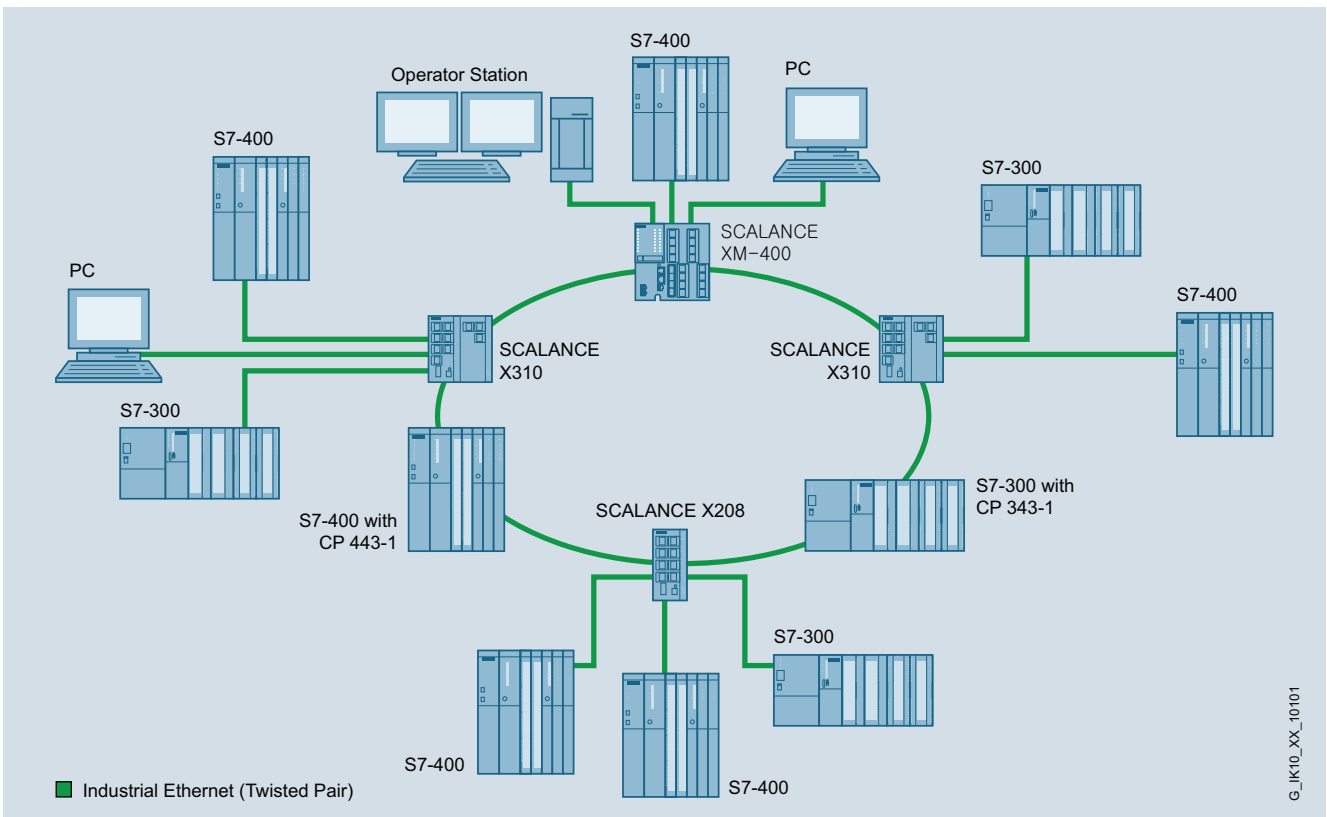 S7-400
Operator Station
PC
S7-400
S7-300
SCALANCE
XM-400
PC
S7-400
SCALANCE
X310
SCALANCE
X310
S7-300
S7-300 with
CP 343-1
S7-400 with
CP 443-1
SCALANCE X208
S7-300
S7-400
S7-400
Industrial Ethernet (Twisted Pair)
G_IK10_XX_10101